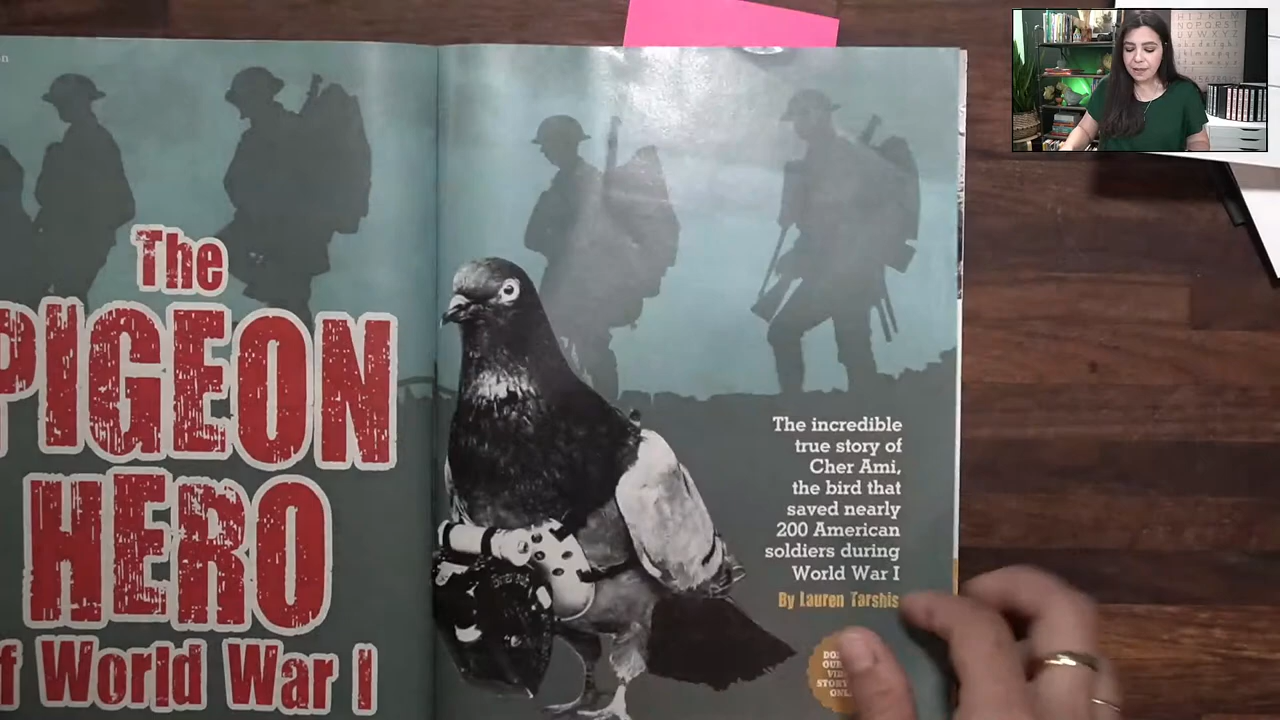 The
PIGEON
HERO
f World War I
The incredible
true story of
Cher Ami,
the bird that
saved nearly
200 American
soldiers during
World War I
By Lauren Tarshis